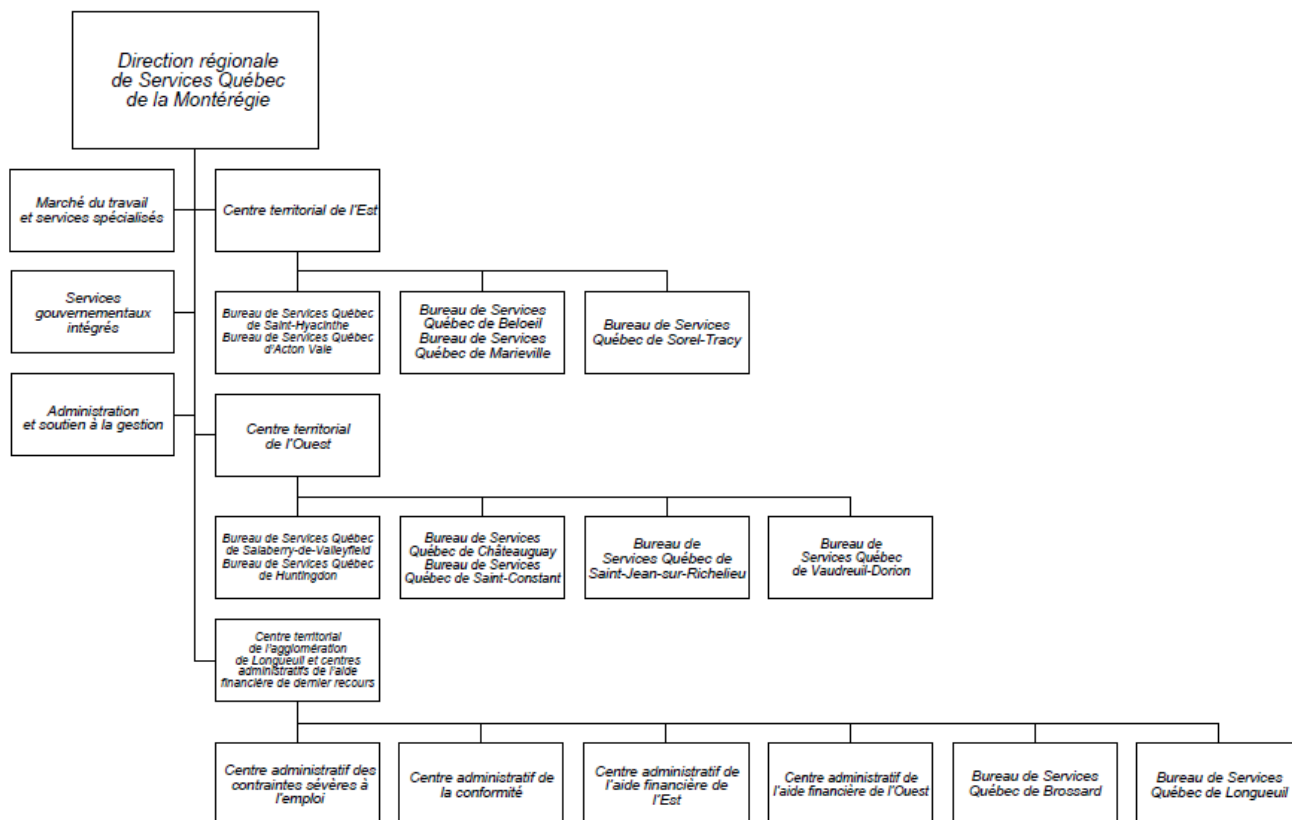 Direction régionale
de Services Québec
de la Montérégie
Marché du travail
et services spécialisés
Centre territorial de l'Est
Services
gouvernementaux
intégrés
Bureau de Services Québec
de Saint-Hyacinthe
Bureau de Services Québec
d'Acton Vale
Bureau de Services
Québec de Beloeil
Bureau de Services
Québec de Marieville
Bureau de Services
Québec de Sorel-Tracy
Administration
et soutien à la gestion
Centre territorial
de l'Ouest
Bureau de Services Québec
de Salaberry-de-Valleyfield
Bureau de Services Québec
de Huntingdon
Bureau de Services
Québec de Châteauguay
Bureau de Services
Québec de Saint-Constant
Bureau de
Services Québec de
Saint-Jean-sur-Richelieu
Bureau de
Services Québec
de Vaudreuil-Dorion
Centre territorial
de l'agglomération
de Longueuil et centres
administratifs de l'aide
financière de dernier recours
Centre administratif des
contraintes sévères à
l'emploi
Centre administratif de
la conformité
Centre administratif de
l'aide financière de
l'Est
Centre administratif de
l'aide financière de l'Ouest
Bureau de Services
Québec de Brossard
Bureau de Services
Québec de Longueuil